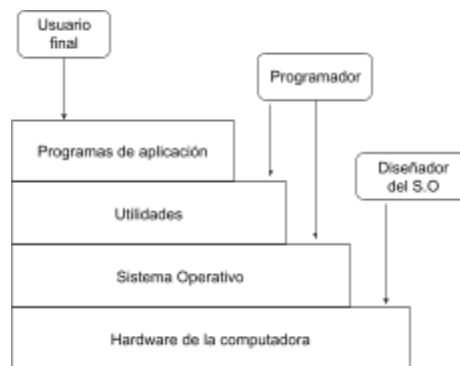 Usuario
final
Programador
Programas de aplicación
Diseñador
del S.O
Utilidades
Sistema Operativo
Hardware de la computadora